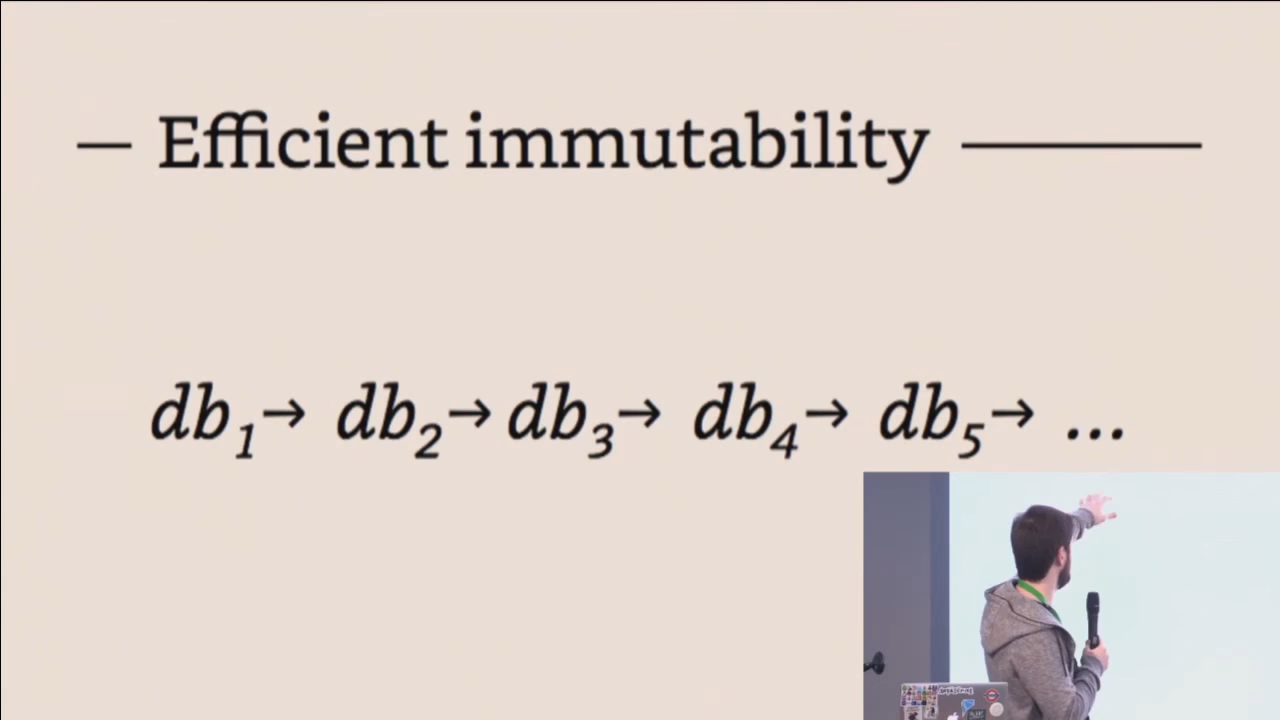 Efficient immutability
db₁→ db₂→ db₃→ db₄→ db₅→ ...